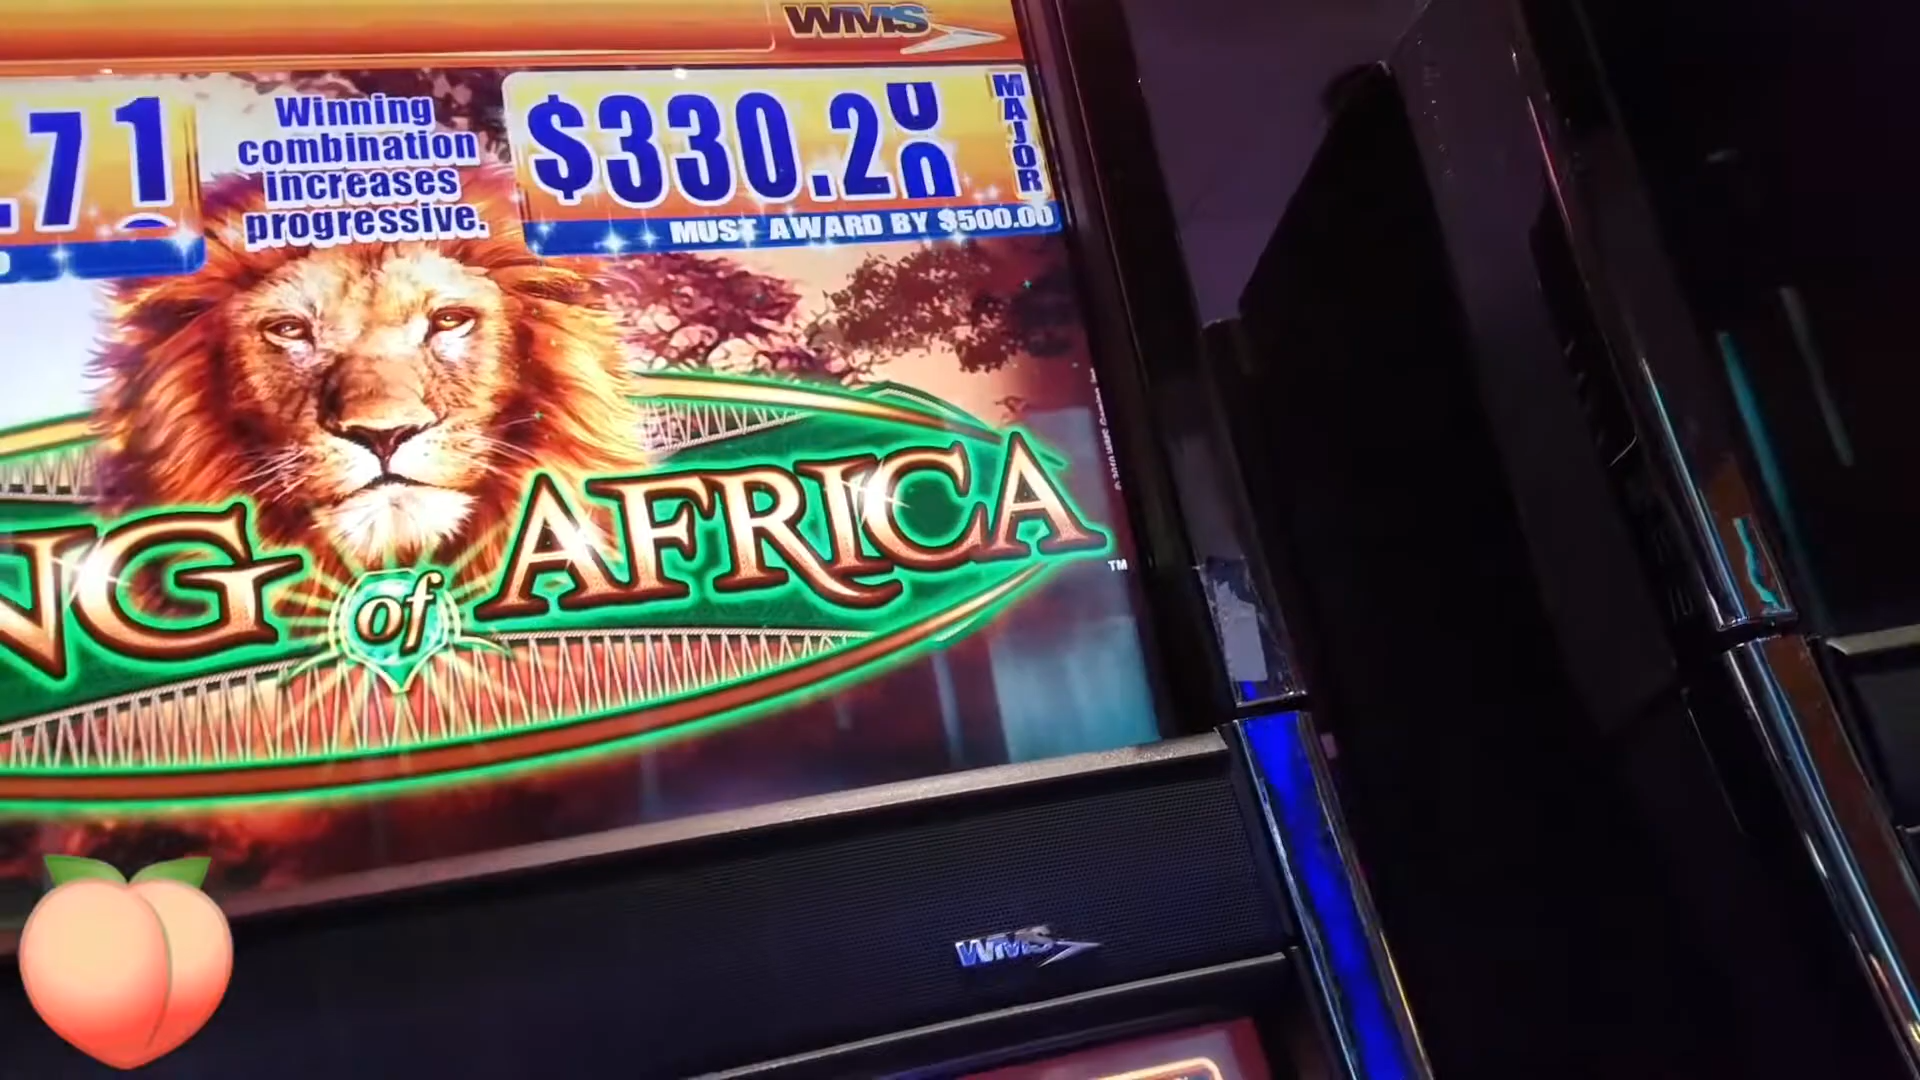 WMS
.71
Winning
combination
increases
progressive.
$330.2
MAJOR
MUST AWARD BY $500.00
NG of AFRICA
TM
WMS